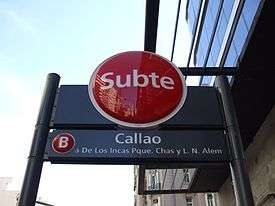 Subte
B
Callao
a De Los Incas Pque. Chas y L. N. Alem